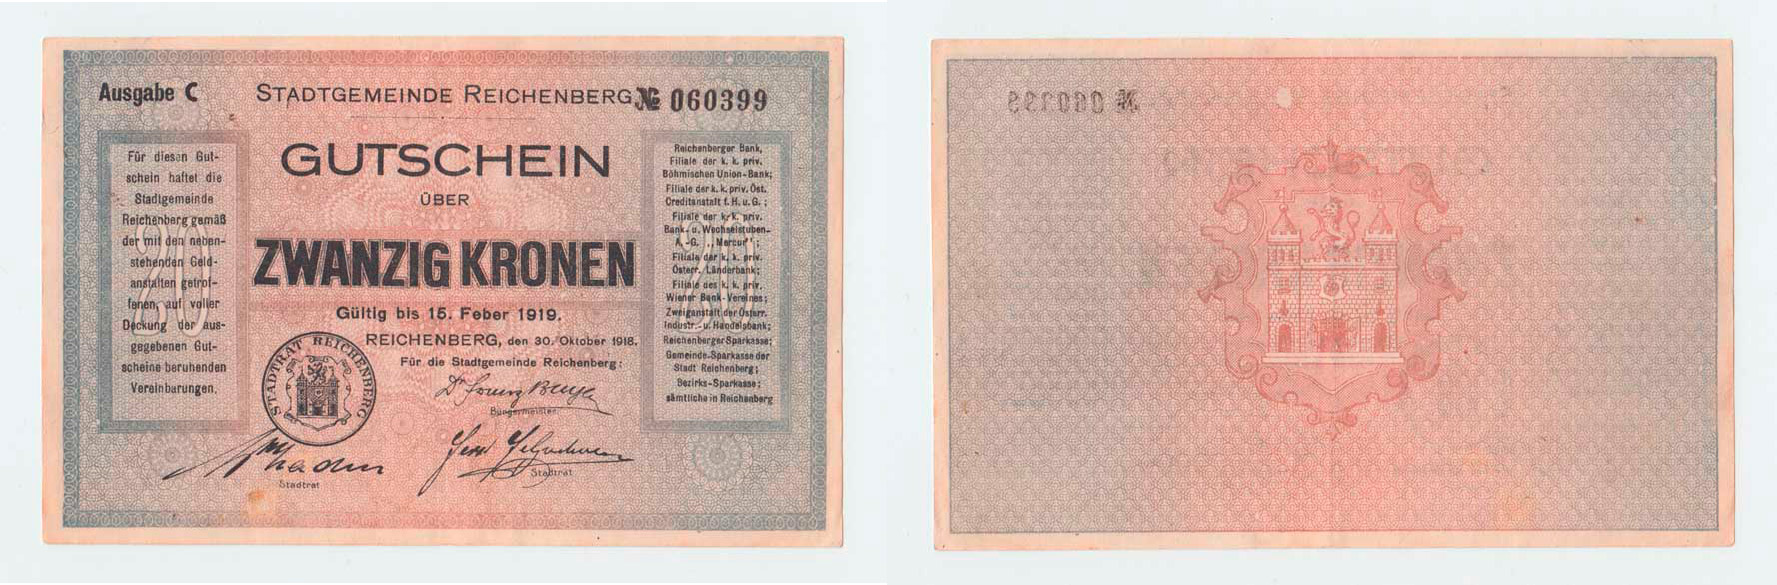 Ausgabe C
STADTGEMEINDE REICHENBERG
№ 060399
GUTSCHEIN
ÜBER
ZWANZIG KRONEN
Gültig bis 15. Feber 1919.
REICHENBERG, den 30. Oktober 1918.
Für die Stadtgemeinde Reichenberg:
Bürgermeister.
Stadtrat
Stadtrat
STADTRAT REICHENBERG
Für diesen Gut-
schein haftet die
Stadtgemeinde
Reichenberg gemäß
der mit den neben-
stehenden Geld-
anstalten getrof-
fenen, auf voller
Deckung der aus-
gegebenen Gut-
scheine beruhenden
Vereinbarungen.
20
Reichenberger Bank,
Filiale der k. k. priv.
Böhmischen Union-Bank;
Filiale der k. k. priv. Öst.
Creditanstalt f. H. u. G. ;
Filiale der k. k. priv.
Bank- u. Wechselstuben-
A.-G. „Mercur" ;
Filiale der k. k. priv.
Österr. Länderbank;
Filiale des k. k. priv.
Wiener Bank-Vereines;
Zweiganstalt der Österr.
Industr.- u. Handelsbank;
Reichenberger Sparkasse;
Gemeinde-Sparkasse der
Stadt Reichenberg;
Bezirks-Sparkasse;
sämtliche in Reichenberg
№ 060399